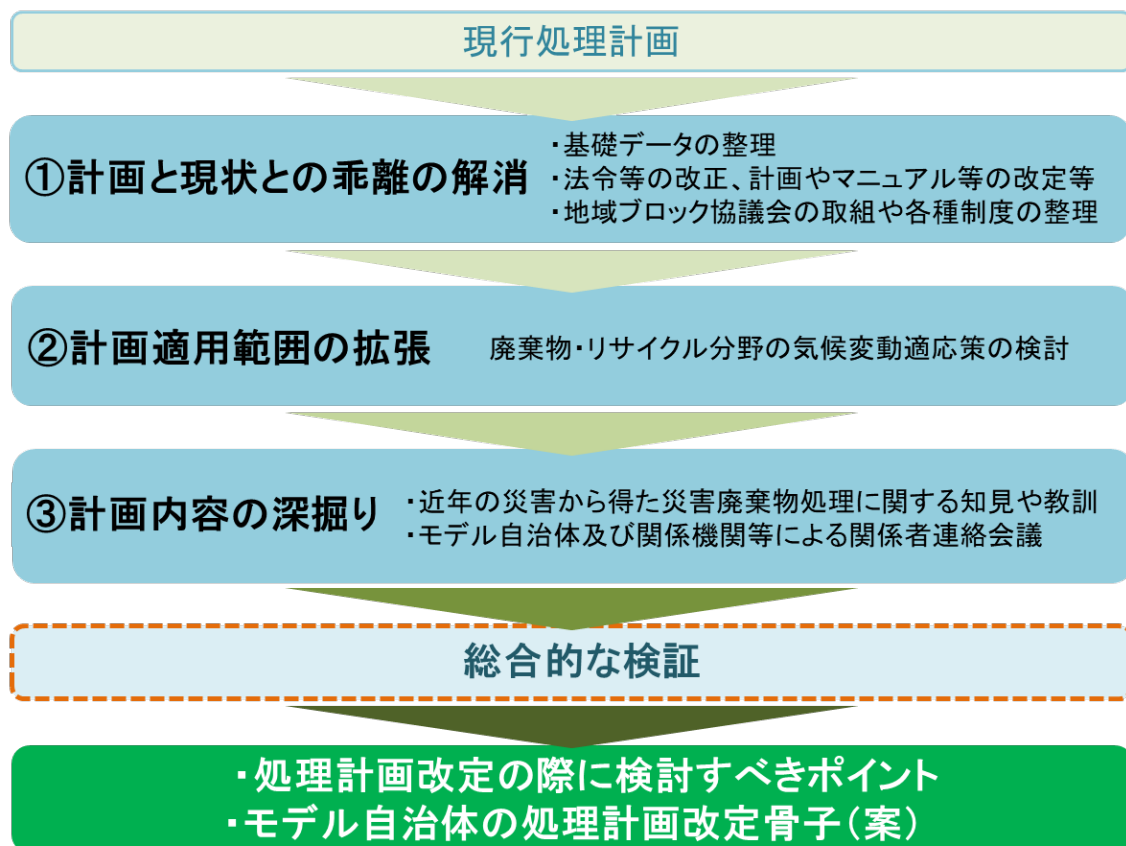 現行処理計画
①計画と現状との乖離の解消
・基礎データの整理
・法令等の改正、計画やマニュアル等の改定等
・地域ブロック協議会の取組や各種制度の整理
②計画適用範囲の拡張
廃棄物・リサイクル分野の気候変動適応策の検討
③計画内容の深掘り
・近年の災害から得た災害廃棄物処理に関する知見や教訓
・モデル自治体及び関係機関等による関係者連絡会議
総合的な検証
・処理計画改定の際に検討すべきポイント
・モデル自治体の処理計画改定骨子（案）